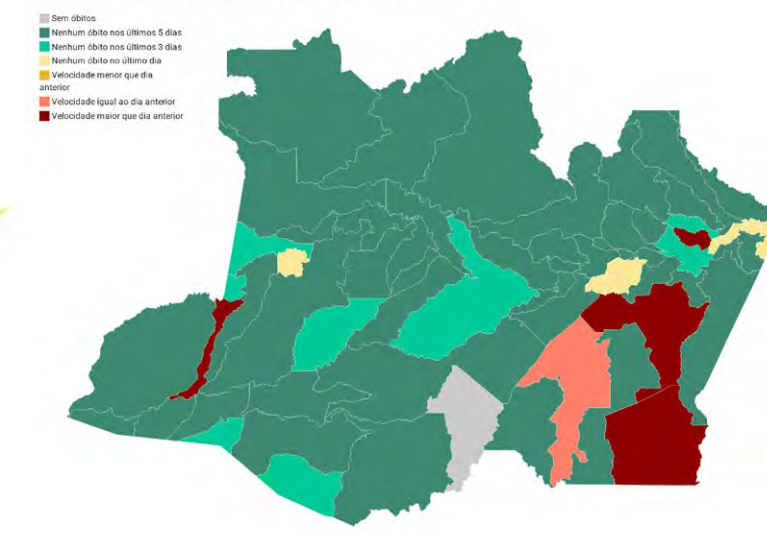 Sem óbitos
Nenhum óbito nos últimos 5 dias
Nenhum óbito nos últimos 3 dias
Nenhum óbito no último dia
Velocidade menor que dia
anterior
Velocidade igual ao dia anterior
Velocidade maior que dia anterior